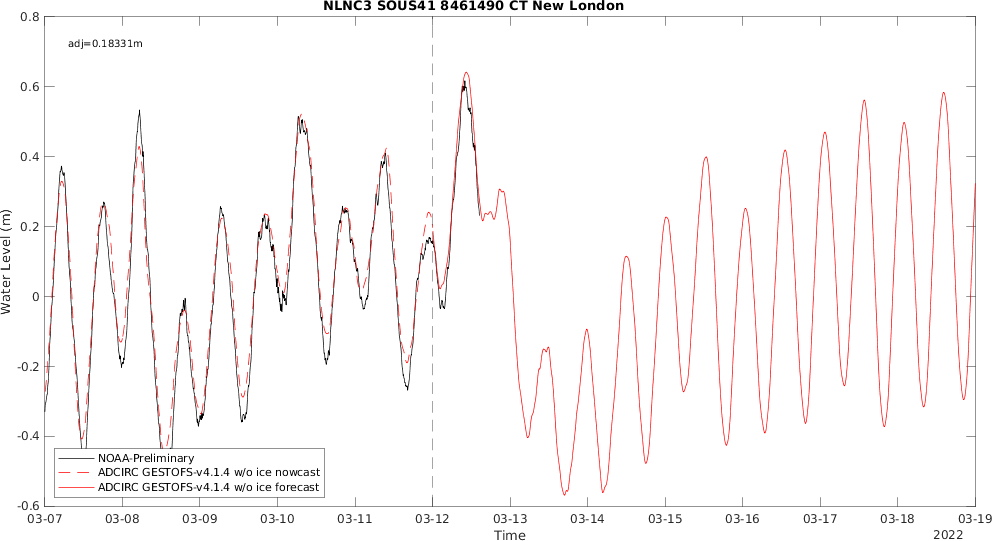 NLNC3 SOUS41 8461490 CT New London
adj=0.18331m
Water Level (m)
0.8
0.6
0.4
0.2
0
-0.2
-0.4
-0.6
NOAA-Preliminary
ADCIRC GESTOFS-v4.1.4 w/o ice nowcast
ADCIRC GESTOFS-v4.1.4 w/o ice forecast
03-07 03-08 03-09 03-10 03-11 03-12 03-13 03-14 03-15 03-16 03-17 03-18 03-19
Time
2022